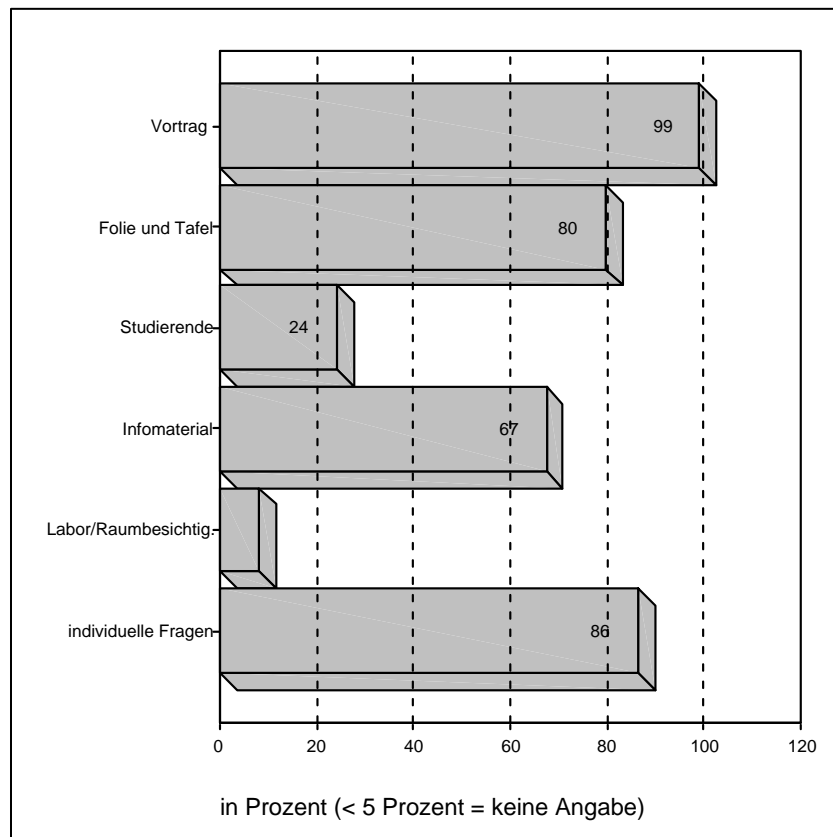 Vortrag 99
Folie und Tafel 80
Studierende 24
Infomaterial 67
Labor/Raumbesichtig.
individuelle Fragen 86
0 20 40 60 80 100 120
in Prozent (< 5 Prozent = keine Angabe)